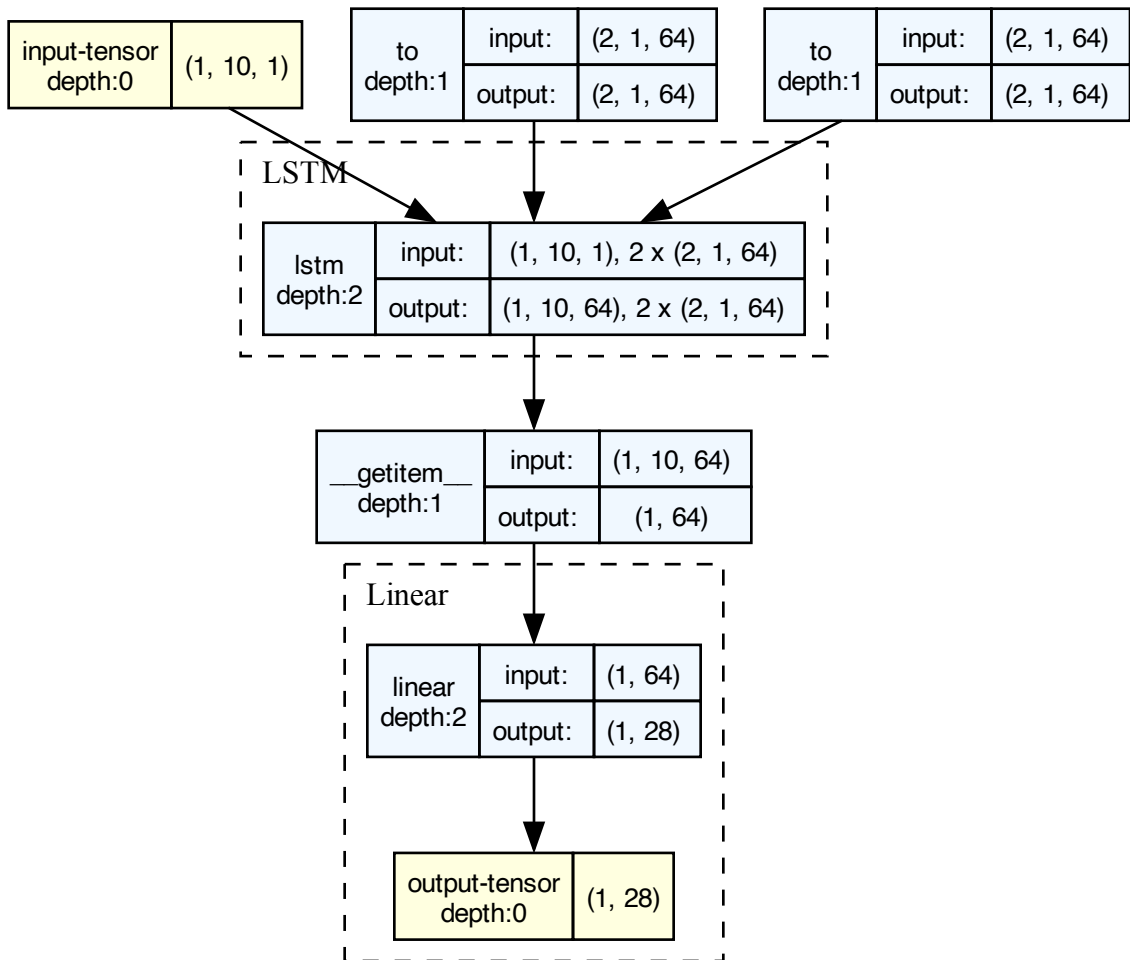 input-tensor
depth:0
(1, 10, 1)
to
depth:1
input:
(2, 1, 64)
output:
(2, 1, 64)
to
depth:1
input:
(2, 1, 64)
output:
(2, 1, 64)
LSTM
lstm
depth:2
input:
(1, 10, 1), 2 x (2, 1, 64)
output:
(1, 10, 64), 2 x (2, 1, 64)
__getitem__
depth:1
input:
(1, 10, 64)
output:
(1, 64)
Linear
linear
depth:2
input:
(1, 64)
output:
(1, 28)
output-tensor
depth:0
(1, 28)